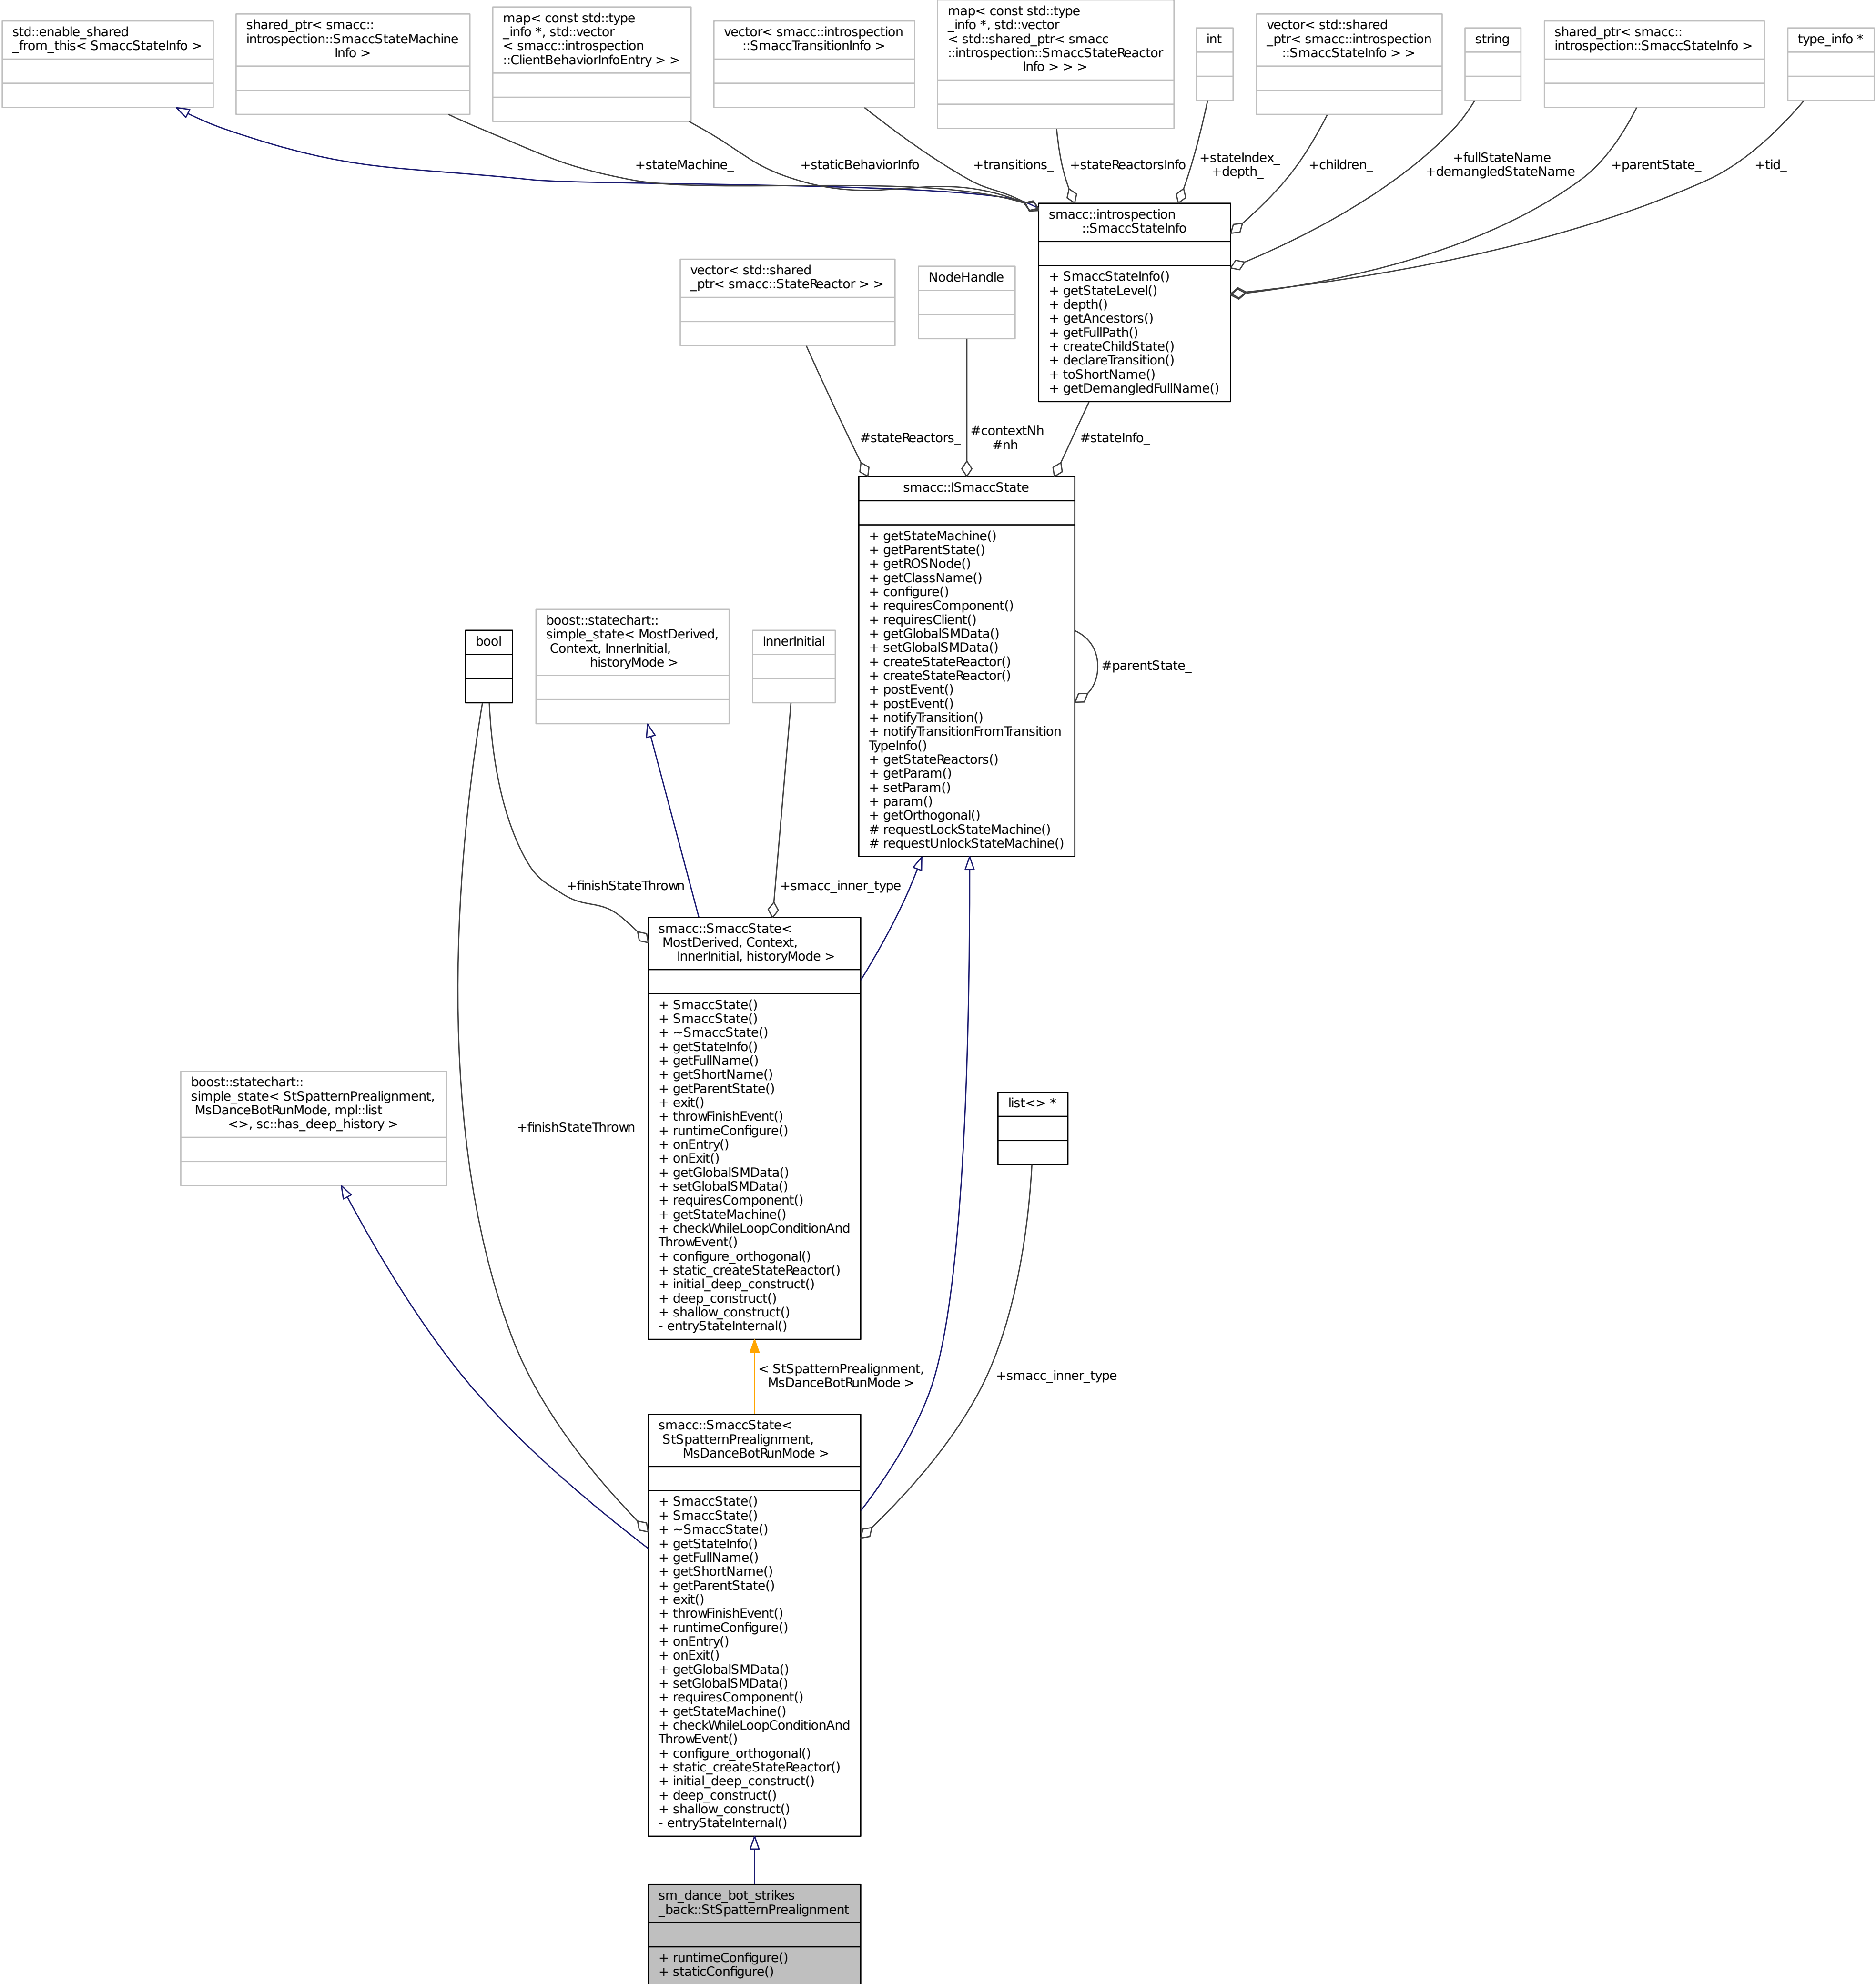 std::enable_shared
_from_this< SmaccStateInfo >
shared_ptr< smacc::
introspection::SmaccStateMachine
Info >
map< const std::type
_info *, std::vector
< smacc::introspection
::ClientBehaviorInfoEntry > >
vector< smacc::introspection
::SmaccTransitionInfo >
map< const std::type
_info *, std::vector
< std::shared_ptr< smacc
::introspection::SmaccStateReactor
Info > > >
int
vector< std::shared
_ptr< smacc::introspection
::SmaccStateInfo > >
string
shared_ptr< smacc::
introspection::SmaccStateInfo >
type_info *
+stateMachine_
+staticBehaviorInfo
+transitions_
+stateReactorsInfo
+stateIndex_
+depth_
+children_
+fullStateName
+demangledStateName
+parentState_
+tid_
smacc::introspection
::SmaccStateInfo
+ SmaccStateInfo()
+ getStateLevel()
+ depth()
+ getAncestors()
+ getFullPath()
+ createChildState()
+ declareTransition()
+ toShortName()
+ getDemangledFullName()
vector< std::shared
_ptr< smacc::StateReactor > >
NodeHandle
#stateReactors_
#contextNh
#nh
#stateInfo_
smacc::ISmaccState
+ getStateMachine()
+ getParentState()
+ getROSNode()
+ getClassName()
+ configure()
+ requiresComponent()
+ requiresClient()
+ getGlobalSMData()
+ setGlobalSMData()
+ createStateReactor()
+ createStateReactor()
+ postEvent()
+ postEvent()
+ notifyTransition()
+ notifyTransitionFromTransition
TypeInfo()
+ getStateReactors()
+ getParam()
+ setParam()
+ param()
+ getOrthogonal()
# requestLockStateMachine()
# requestUnlockStateMachine()
#parentState_
bool
boost::statechart::
simple_state< MostDerived,
Context, InnerInitial,
historyMode >
InnerInitial
+finishStateThrown
+smacc_inner_type
smacc::SmaccState<
MostDerived, Context,
InnerInitial, historyMode >
+ SmaccState()
+ SmaccState()
+ ~SmaccState()
+ getStateInfo()
+ getFullName()
+ getShortName()
+ getParentState()
+ exit()
+ throwFinishEvent()
+ runtimeConfigure()
+ onEntry()
+ onExit()
+ getGlobalSMData()
+ setGlobalSMData()
+ requiresComponent()
+ getStateMachine()
+ checkWhileLoopConditionAnd
ThrowEvent()
+ configure_orthogonal()
+ static_createStateReactor()
+ initial_deep_construct()
+ deep_construct()
+ shallow_construct()
- entryStateInternal()
boost::statechart::
simple_state< StSpatternPrealignment,
MsDanceBotRunMode, mpl::list
<>, sc::has_deep_history >
+finishStateThrown
list<> *
< StSpatternPrealignment,
MsDanceBotRunMode >
+smacc_inner_type
smacc::SmaccState<
StSpatternPrealignment,
MsDanceBotRunMode >
+ SmaccState()
+ SmaccState()
+ ~SmaccState()
+ getStateInfo()
+ getFullName()
+ getShortName()
+ getParentState()
+ exit()
+ throwFinishEvent()
+ runtimeConfigure()
+ onEntry()
+ onExit()
+ getGlobalSMData()
+ setGlobalSMData()
+ requiresComponent()
+ getStateMachine()
+ checkWhileLoopConditionAnd
ThrowEvent()
+ configure_orthogonal()
+ static_createStateReactor()
+ initial_deep_construct()
+ deep_construct()
+ shallow_construct()
- entryStateInternal()
sm_dance_bot_strikes
_back::StSpatternPrealignment
+ runtimeConfigure()
+ staticConfigure()